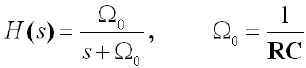 H(s) = Ω₀ / (s + Ω₀) , Ω₀ = 1 / RC